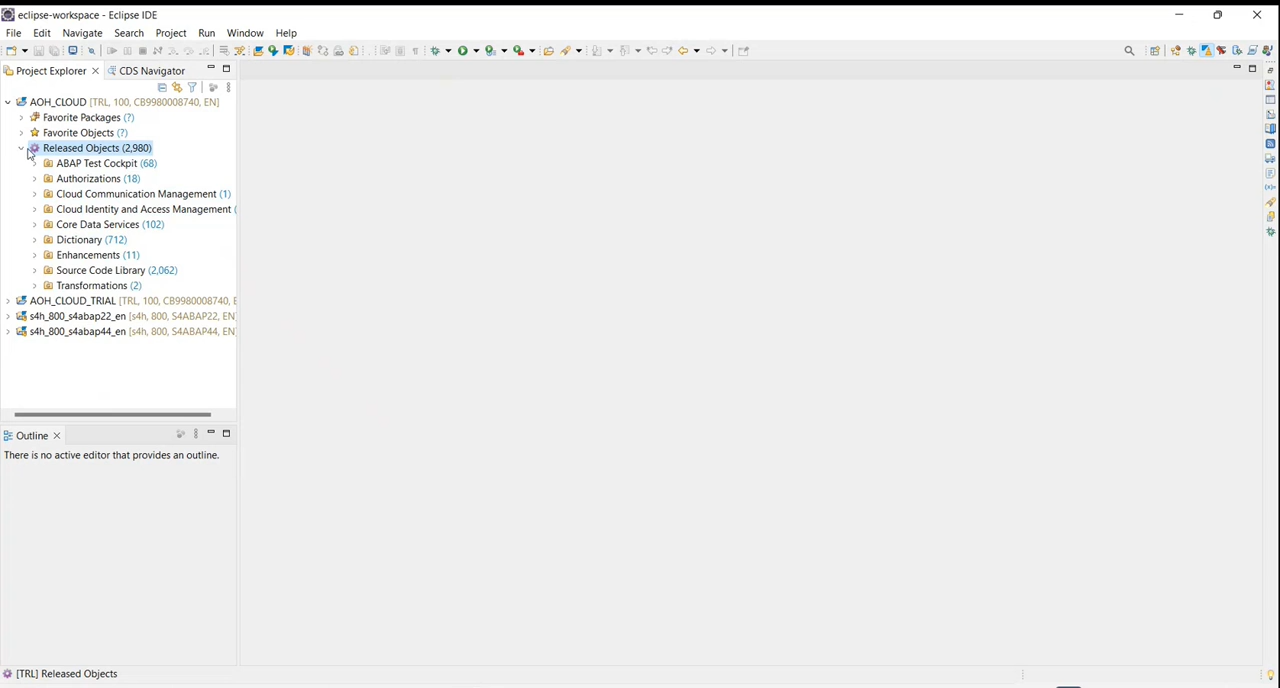 eclipse-workspace - Eclipse IDE
File Edit Navigate Search Project Run Window Help
Project Explorer CDS Navigator
AOH_CLOUD [TRL, 100, CB9980008740, EN]
Favorite Packages (?)
Favorite Objects (?)
Released Objects (2,980)
ABAP Test Cockpit (68)
Authorizations (18)
Cloud Communication Management (1)
Cloud Identity and Access Management (
Core Data Services (102)
Dictionary (712)
Enhancements (11)
Source Code Library (2,062)
Transformations (2)
AOH_CLOUD_TRIAL [TRL, 100, CB9980008740, E
s4h_800_s4abap22_en [s4h, 800, S4ABAP22, EN
s4h_800_s4abap44_en [s4h, 800, S4ABAP44, EN
Outline
There is no active editor that provides an outline.
[TRL] Released Objects